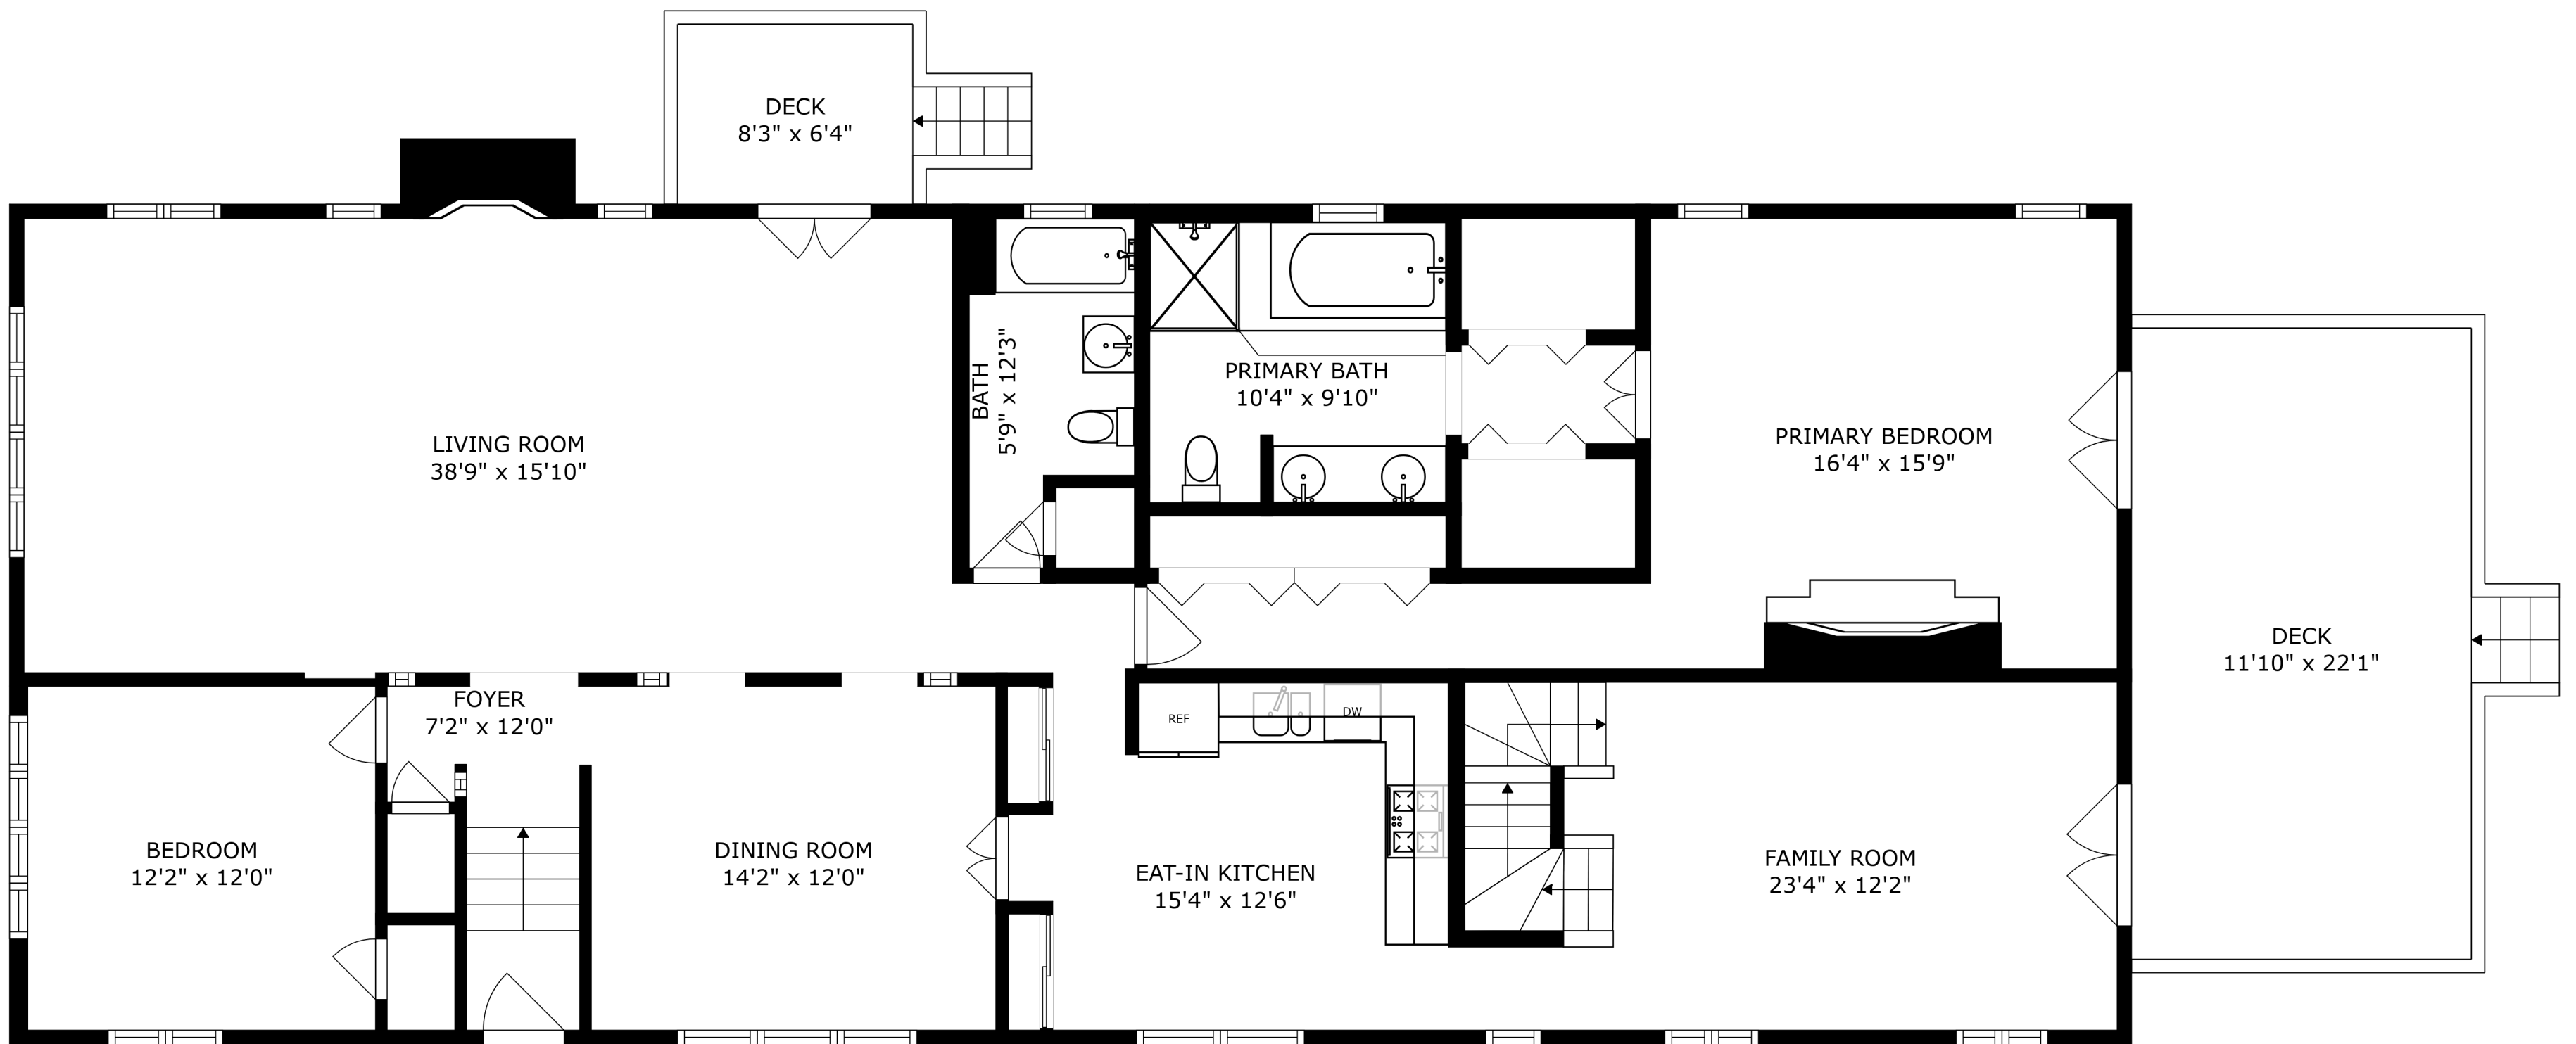 DECK
8'3" x 6'4"
LIVING ROOM
38'9" x 15'10"
BATH
5'9" x 12'3"
PRIMARY BATH
10'4" x 9'10"
PRIMARY BEDROOM
16'4" x 15'9"
DECK
11'10" x 22'1"
FOYER
7'2" x 12'0"
REF
DW
BEDROOM
12'2" x 12'0"
DINING ROOM
14'2" x 12'0"
EAT-IN KITCHEN
15'4" x 12'6"
FAMILY ROOM
23'4" x 12'2"